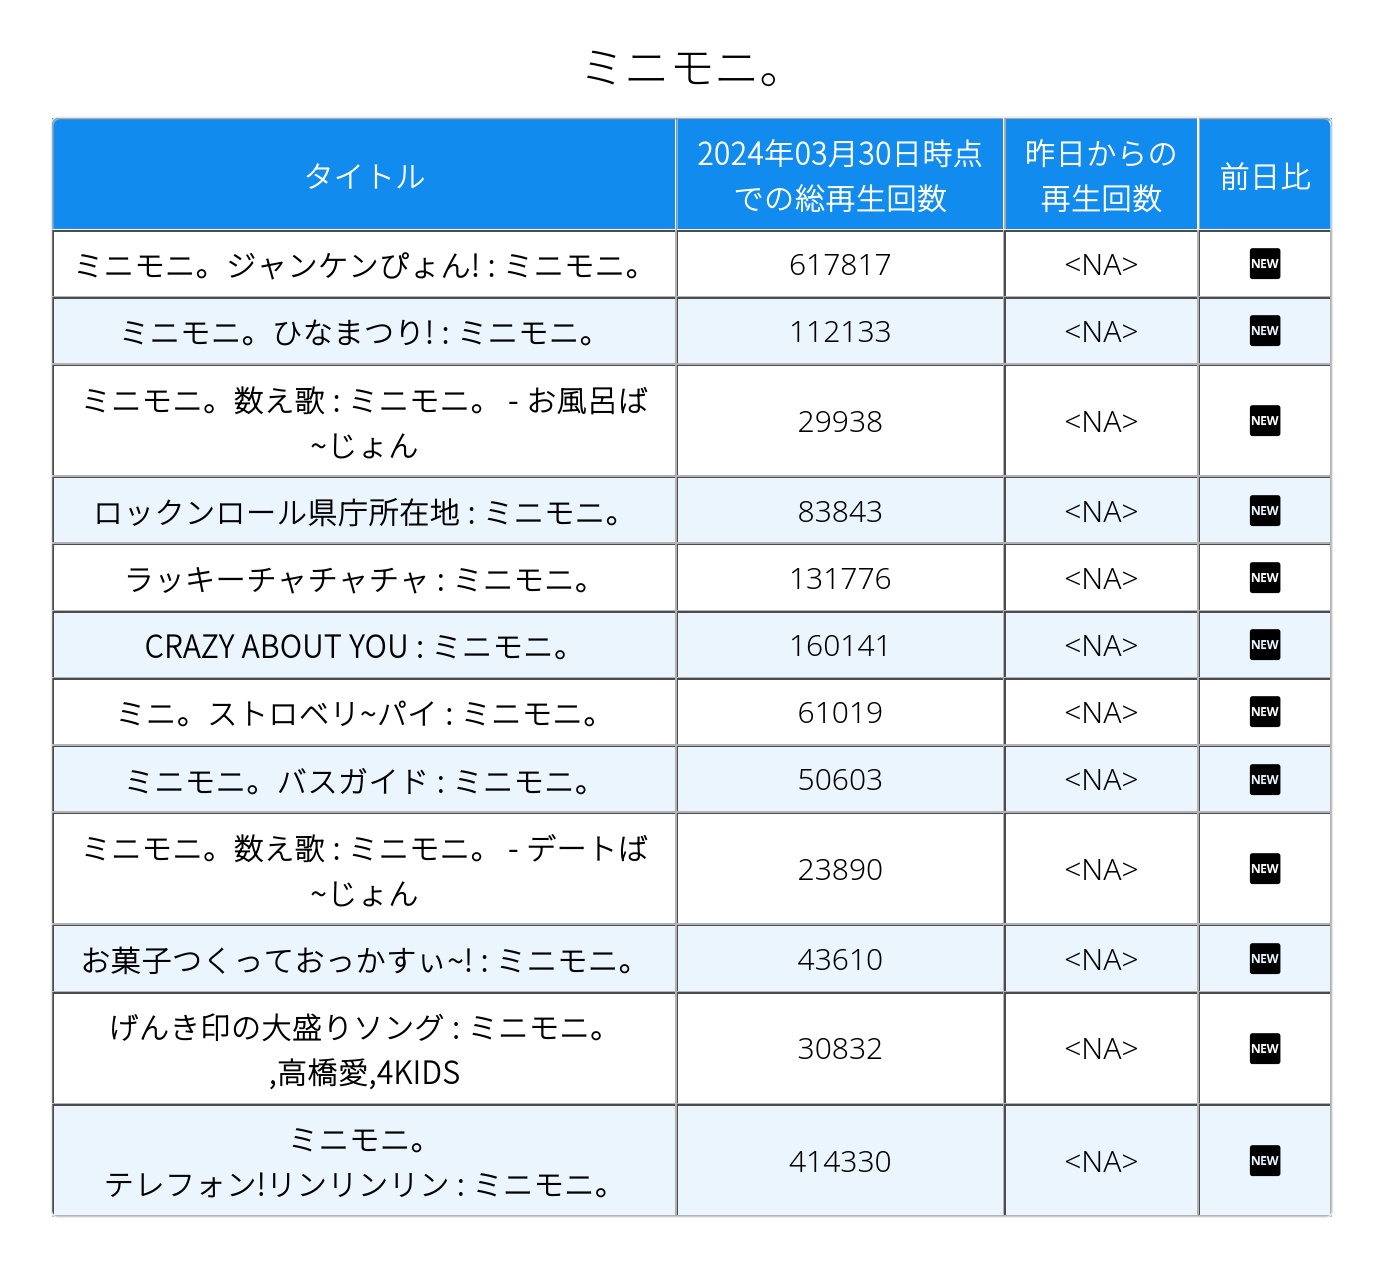 ミニモニ。
タイトル
2024年03月30日時点
での総再生回数
昨日からの
再生回数
前日比
ミニモニ。ジャンケンぴょん! : ミニモニ。
617817
<NA>
NEW
ミニモニ。ひなまつり! : ミニモニ。
112133
<NA>
NEW
ミニモニ。数え歌 : ミニモニ。 - お風呂ば
~じょん
29938
<NA>
NEW
ロックンロール県庁所在地 : ミニモニ。
83843
<NA>
NEW
ラッキーチャチャチャ : ミニモニ。
131776
<NA>
NEW
CRAZY ABOUT YOU : ミニモニ。
160141
<NA>
NEW
ミニ。ストロベリ~パイ : ミニモニ。
61019
<NA>
NEW
ミニモニ。バスガイド : ミニモニ。
50603
<NA>
NEW
ミニモニ。数え歌 : ミニモニ。 - デートば
~じょん
23890
<NA>
NEW
お菓子つくっておっかすぃ~! : ミニモニ。
43610
<NA>
NEW
げんき印の大盛りソング : ミニモニ。
,高橋愛,4KIDS
30832
<NA>
NEW
ミニモニ。
テレフォン!リンリンリン : ミニモニ。
414330
<NA>
NEW